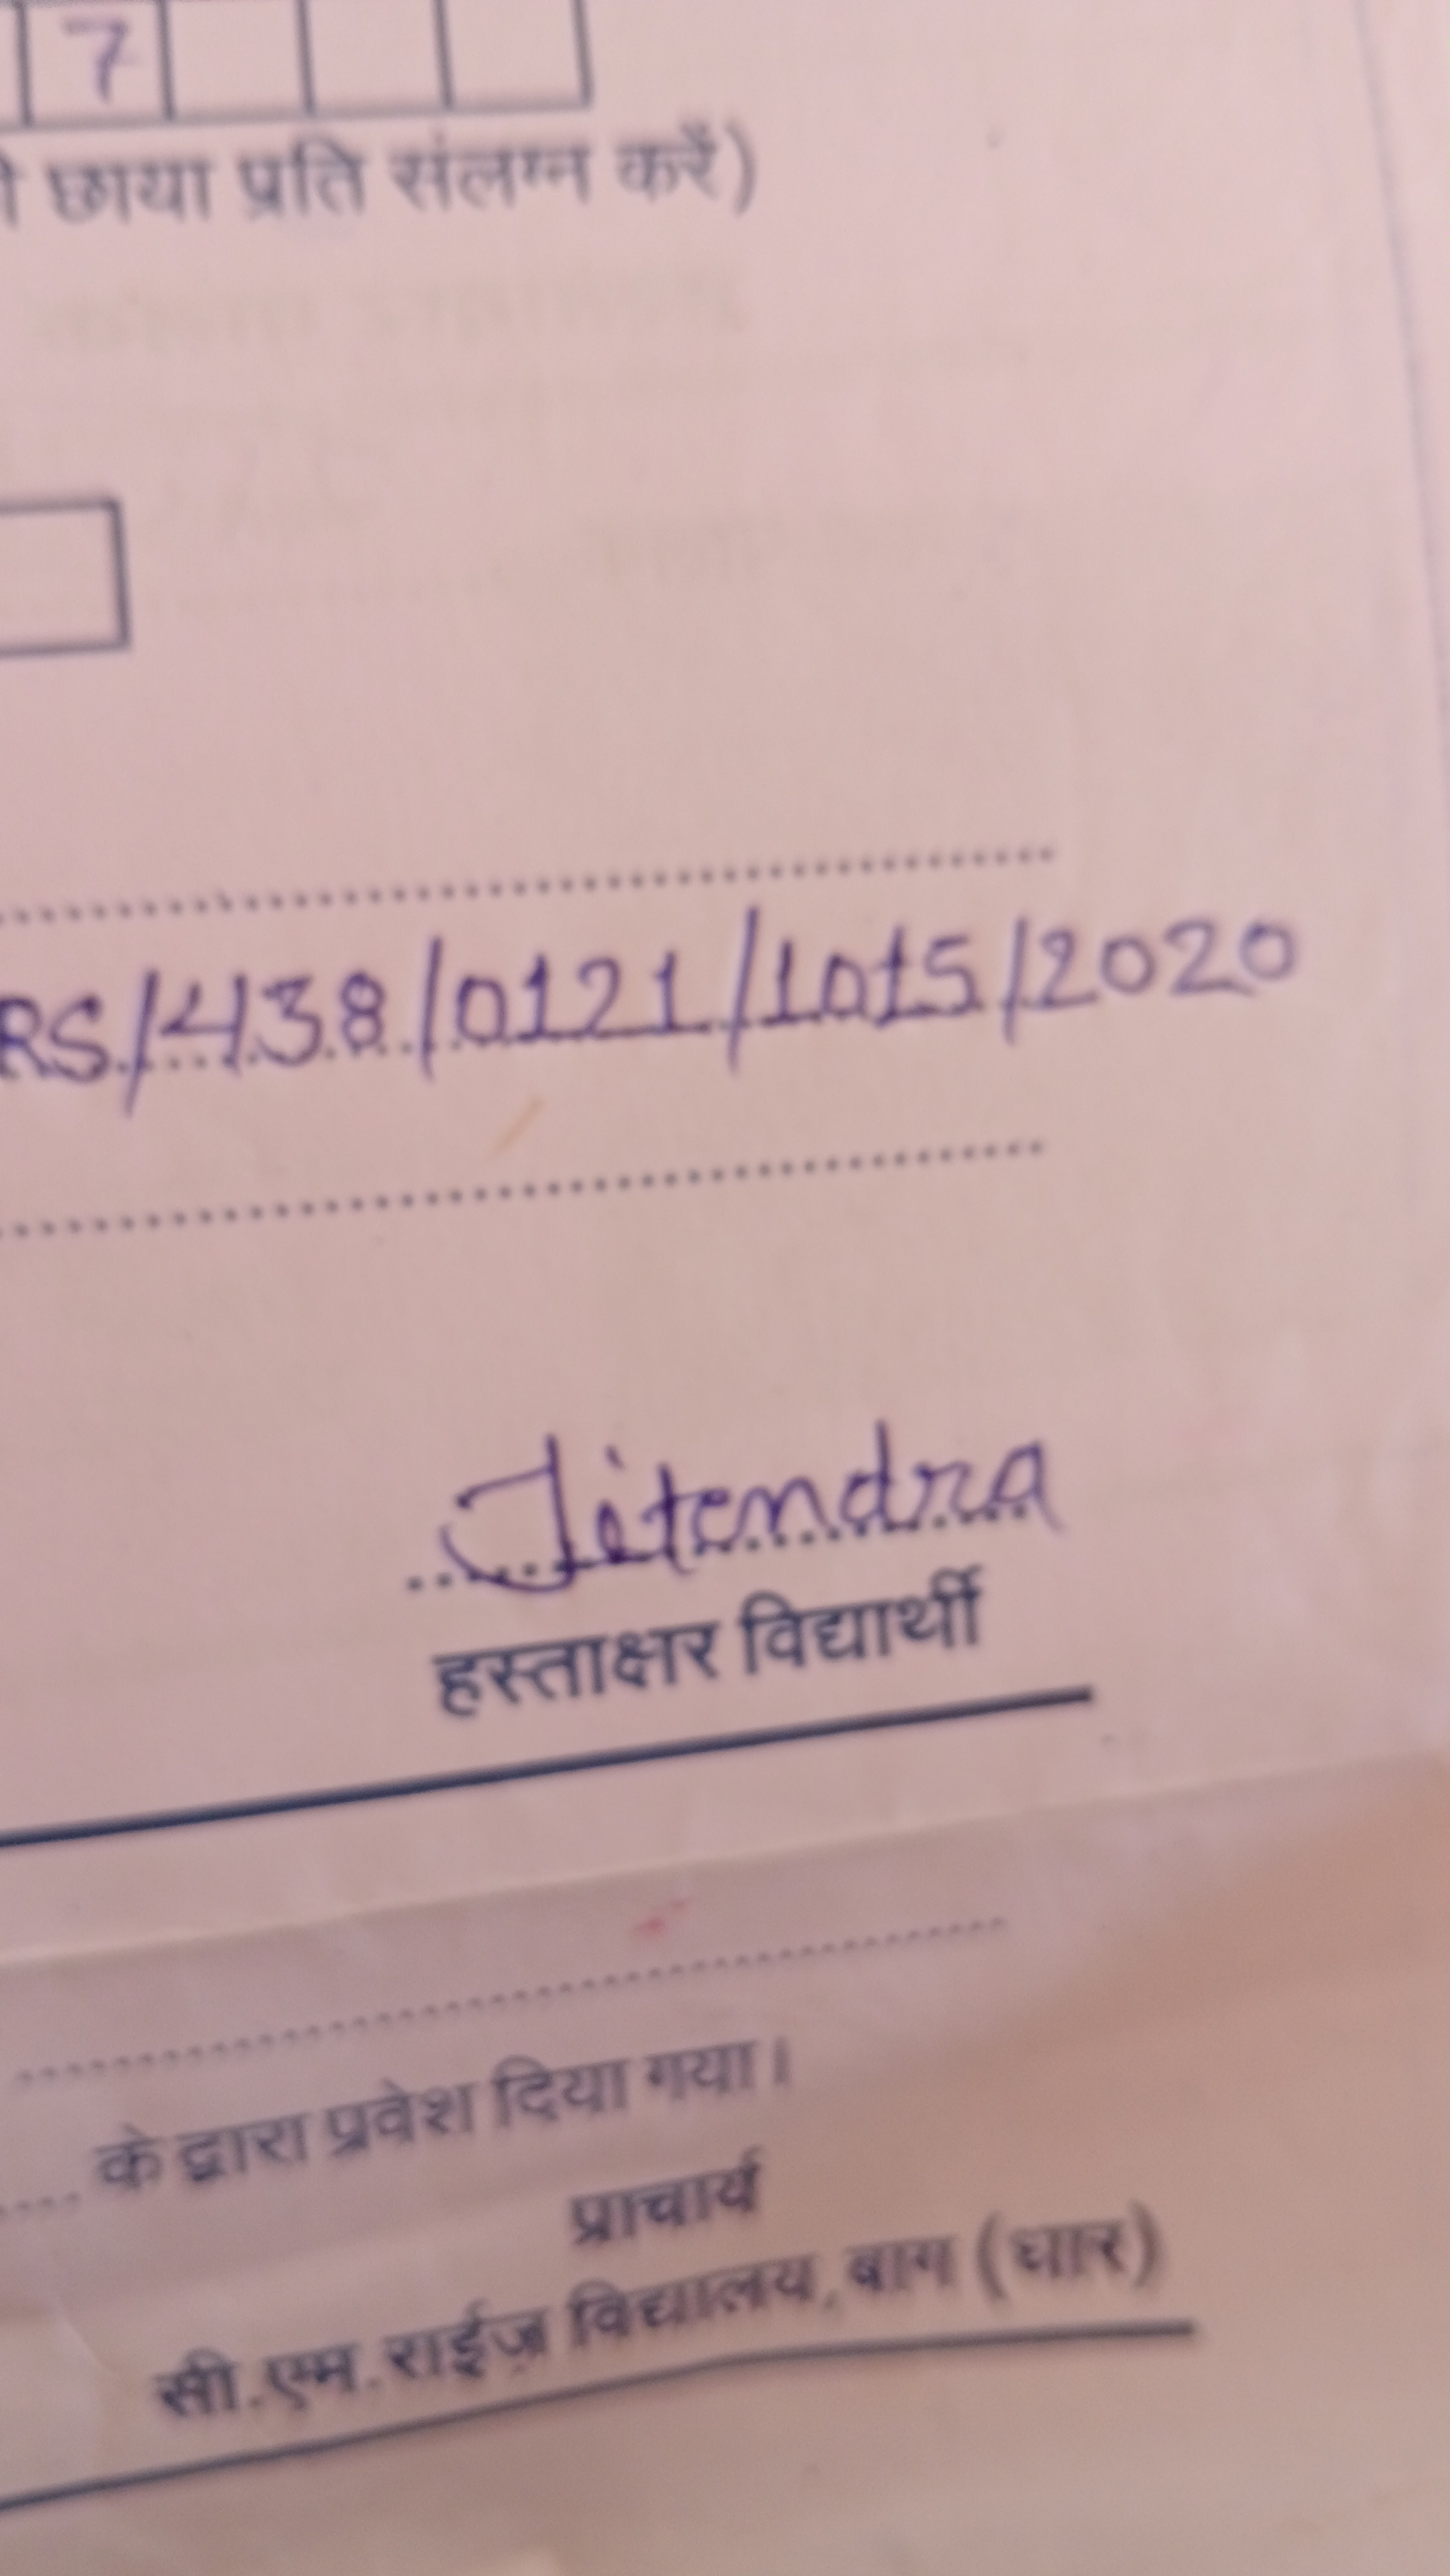 7
छाया प्रति संलग्न करें)
RS/438/0121/1015/2020
Jitendra
हस्ताक्षर विद्यार्थी
के द्वारा प्रवेश दिया गया।
प्राचार्य
सी.एम.राईज़ विद्यालय, बाग (धार)